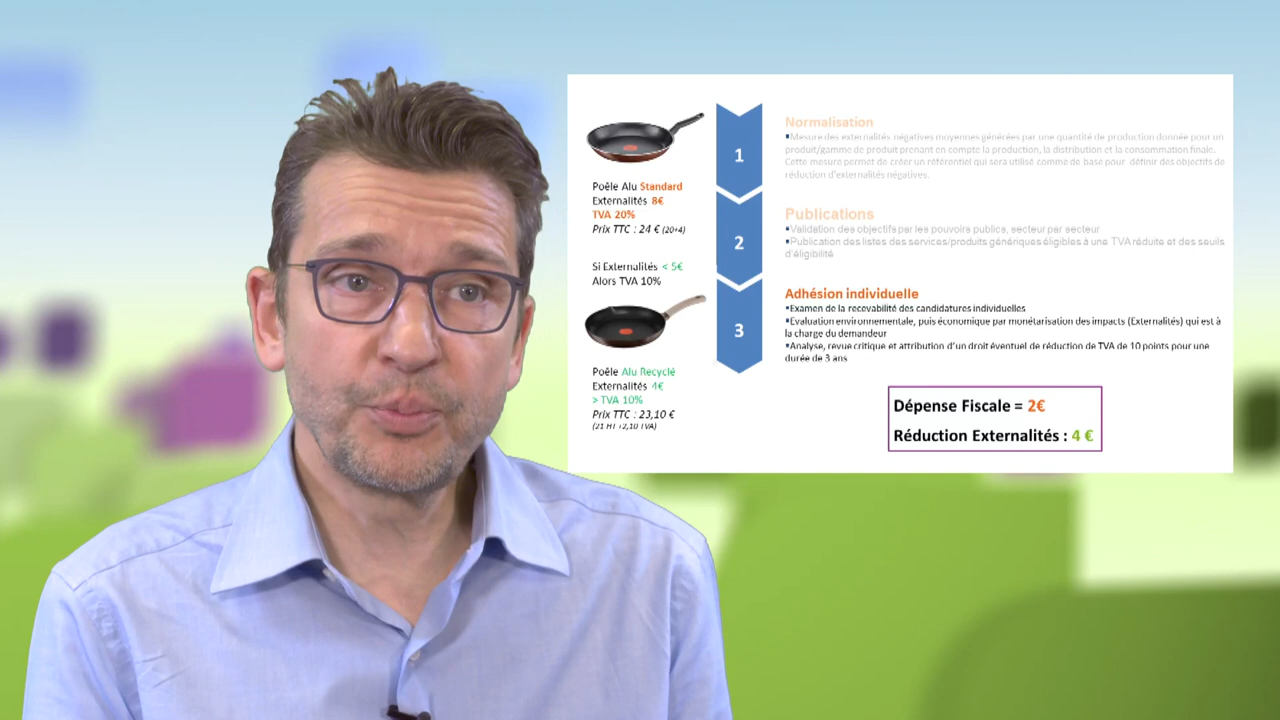 Poêle Alu Standard
Externalités 8€
TVA 20%
Prix TTC : 24 € (20+4)
Si Externalités < 5€
Alors TVA 10%
Poêle Alu Recyclé
Externalités 4€
> TVA 10%
Prix TTC : 23,10 €
(21 HT +2,10 TVA)
1
2
3
Normalisation
▪Mesure des externalités négatives moyennes générées par une quantité de production donnée pour un
produit/gamme de produit prenant en compte la production, la distribution et la consommation finale.
Cette mesure permet de créer un référentiel qui sera utilisé comme de base pour définir des objectifs de
réduction d'externalités négatives.
Publications
▪Validation des objectifs par les pouvoirs publics, secteur par secteur
▪Publication des listes des services/produits génériques éligibles à une TVA réduite et des seuils
d'éligibilité
Adhésion individuelle
▪Examen de la recevabilité des candidatures individuelles
▪Evaluation environnementale, puis économique par monétarisation des impacts (Externalités) qui est à
la charge du demandeur
▪Analyse, revue critique et attribution d'un droit éventuel de réduction de TVA de 10 points pour une
durée de 3 ans
Dépense Fiscale = 2€
Réduction Externalités : 4 €